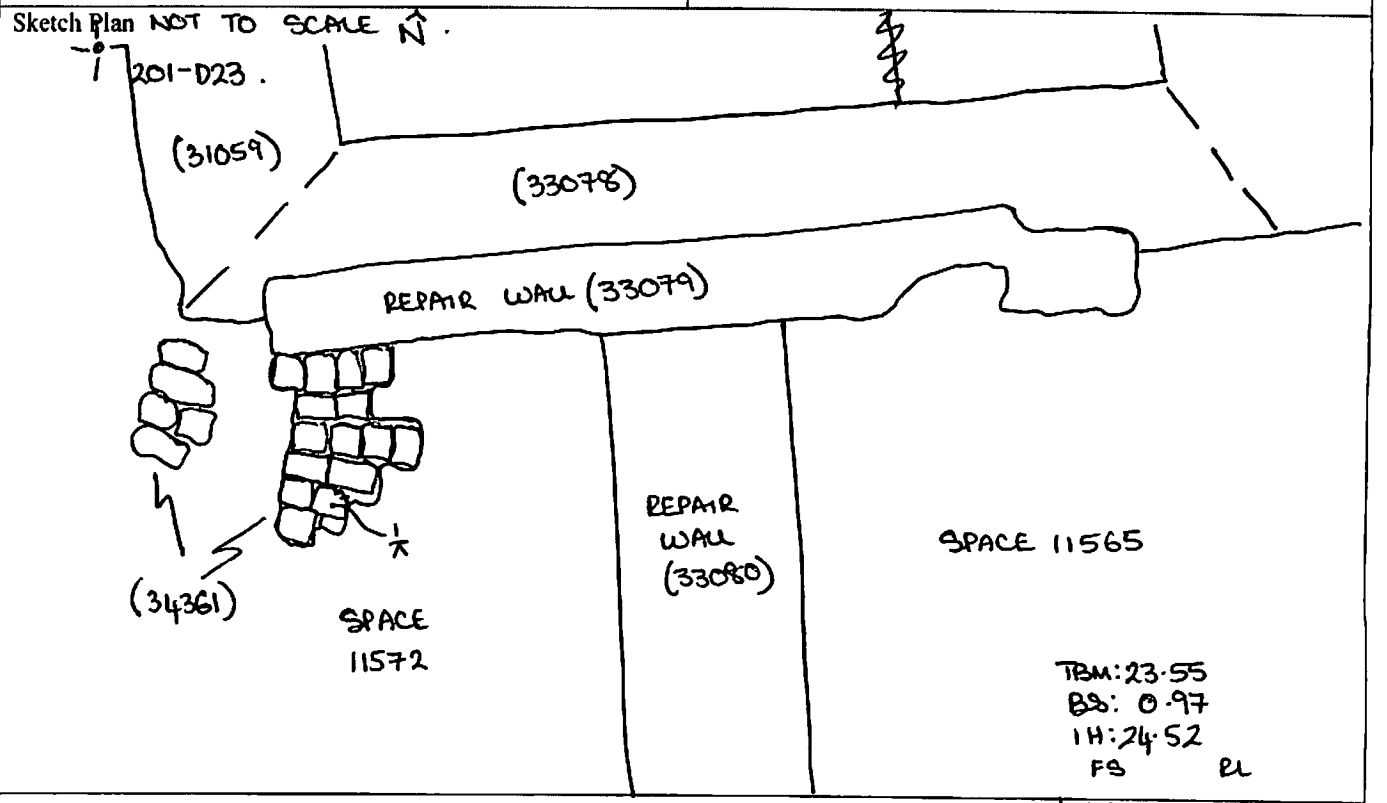 Sketch Plan NOT TO SCALE N.
201-D23.
(31059)
(33078)
REPAIR WALL (33079)
REPAIR
WALL
(33080)
SPACE 11565
(34361)
SPACE
11572
1
TBM: 23.55
BS: 0.97
IH: 24.52
FS RL